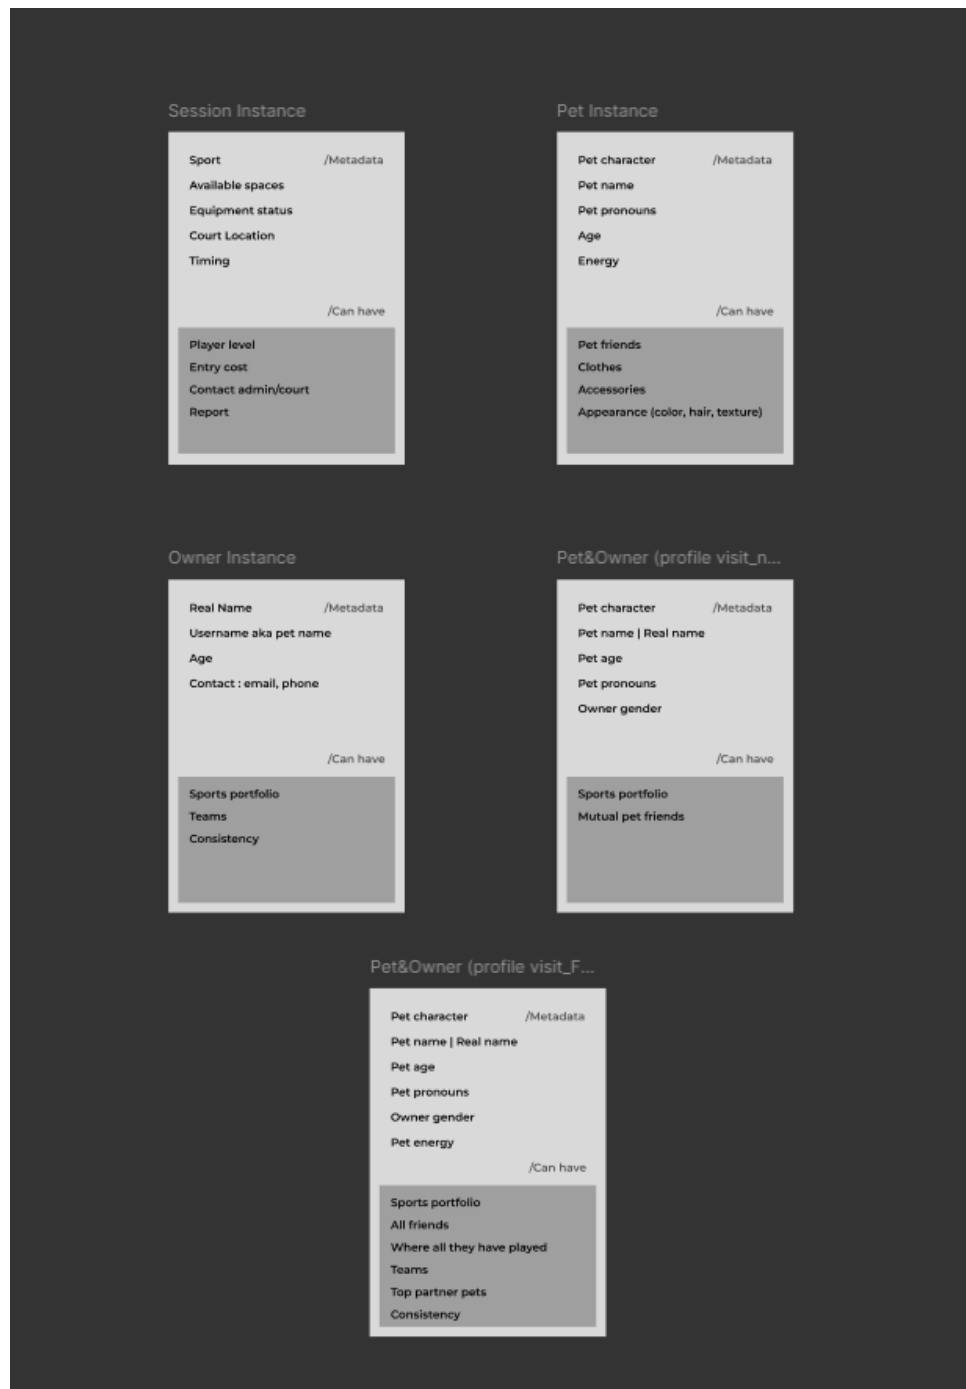 Session Instance
Sport /Metadata
Available spaces
Equipment status
Court Location
Timing
/Can have
Player level
Entry cost
Contact admin/court
Report
Pet Instance
Pet character /Metadata
Pet name
Pet pronouns
Age
Energy
/Can have
Pet friends
Clothes
Accessories
Appearance (color, hair, texture)
Owner Instance
Real Name /Metadata
Username aka pet name
Age
Contact : email, phone
/Can have
Sports portfolio
Teams
Consistency
Pet&Owner (profile visit_n...
Pet character /Metadata
Pet name | Real name
Pet age
Pet pronouns
Owner gender
/Can have
Sports portfolio
Mutual pet friends
Pet&Owner (profile visit_F...
Pet character /Metadata
Pet name | Real name
Pet age
Pet pronouns
Owner gender
Pet energy
/Can have
Sports portfolio
All friends
Where all they have played
Teams
Top partner pets
Consistency